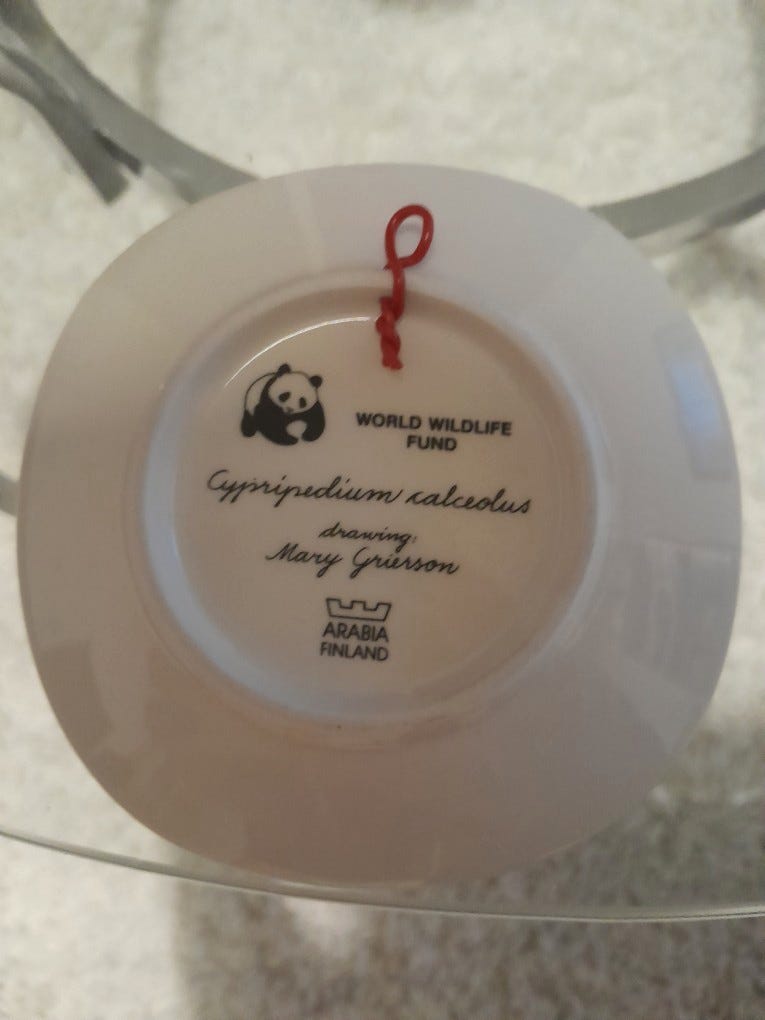 WORLD WILDLIFE
FUND
Cypripedium calceolus
drawing:
Mary Grierson
ARABIA
FINLAND